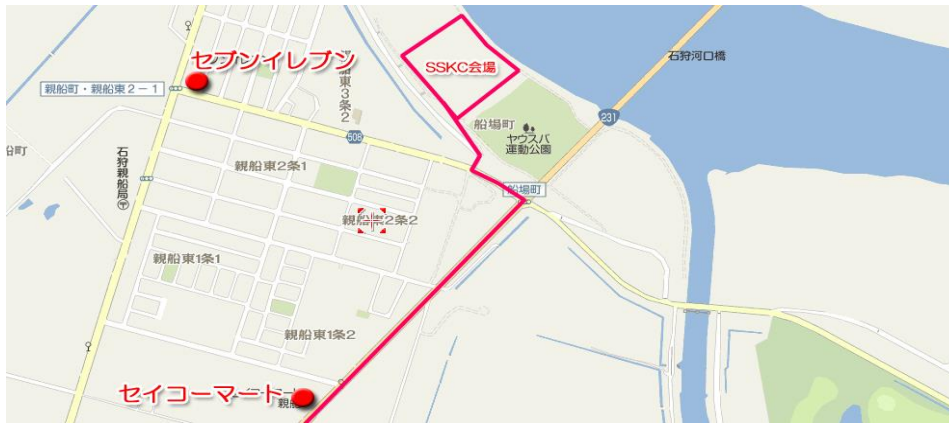 セブンイレブン
親船町・親船東2-1
親船東3条2
508
SSKC会場
石狩河口橋
231
船場町
ヤウスバ
運動公園
船場町
石狩親船局
親船東2条1
親船東2条2
親船東1条1
親船東1条2
セイコーマート